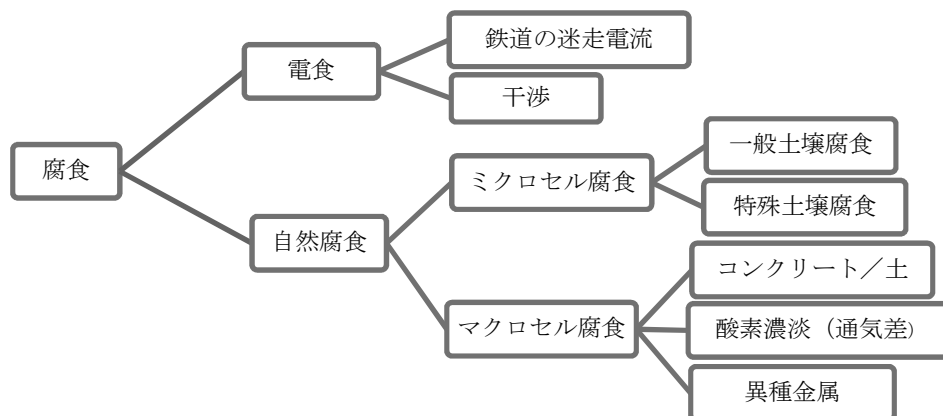 鉄道の迷走電流
電食
干渉
一般土壌腐食
腐食
ミクロセル腐食
特殊土壌腐食
自然腐食
コンクリート／土
マクロセル腐食
酸素濃淡（通気差）
異種金属